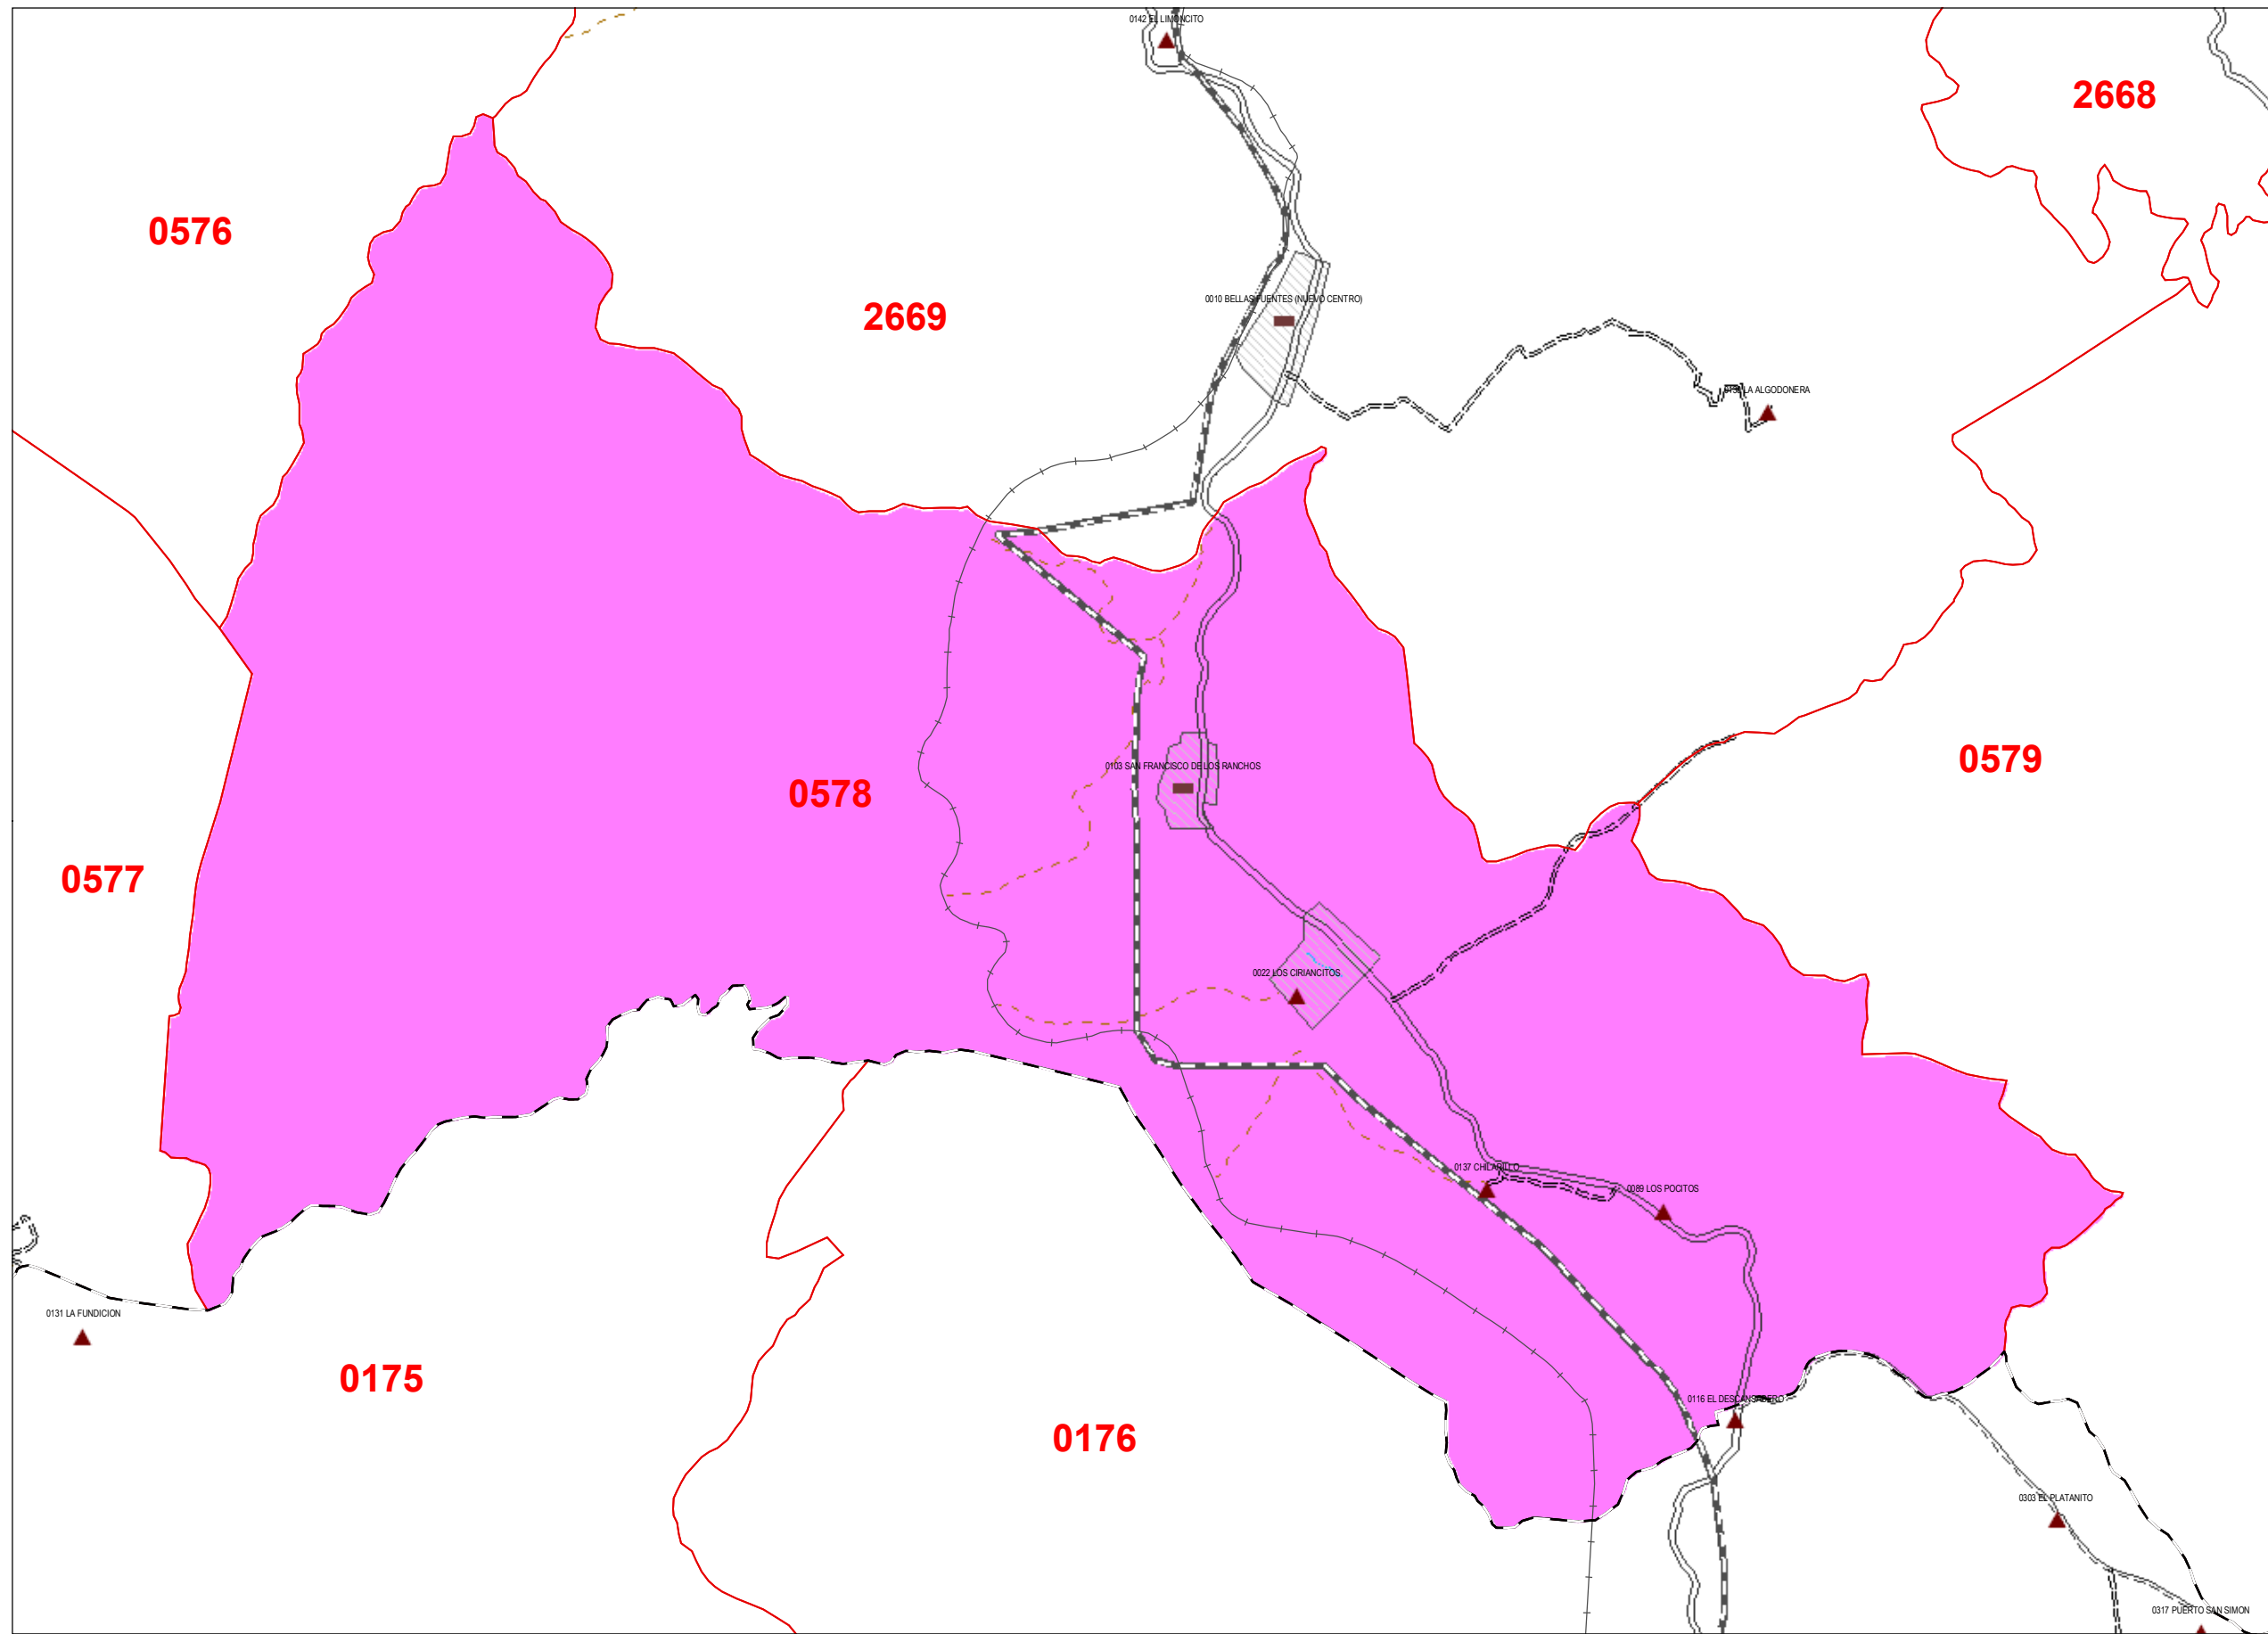 0142 EL LIMONCITO
2668
0576
0010 BELLAS FUENTES (NUEVO CENTRO)
2669
LA ALGODONERA
0579
0103 SAN FRANCISCO DE LOS RANCHOS
0578
0577
0022 LOS CIRIANCITOS
0137 CHILARILLO
0089 LOS POCITOS
0131 LA FUNDICION
0175
0116 EL DESCANSADERO
0176
0303 EL PLATANITO
0317 PUERTO SAN SIMON